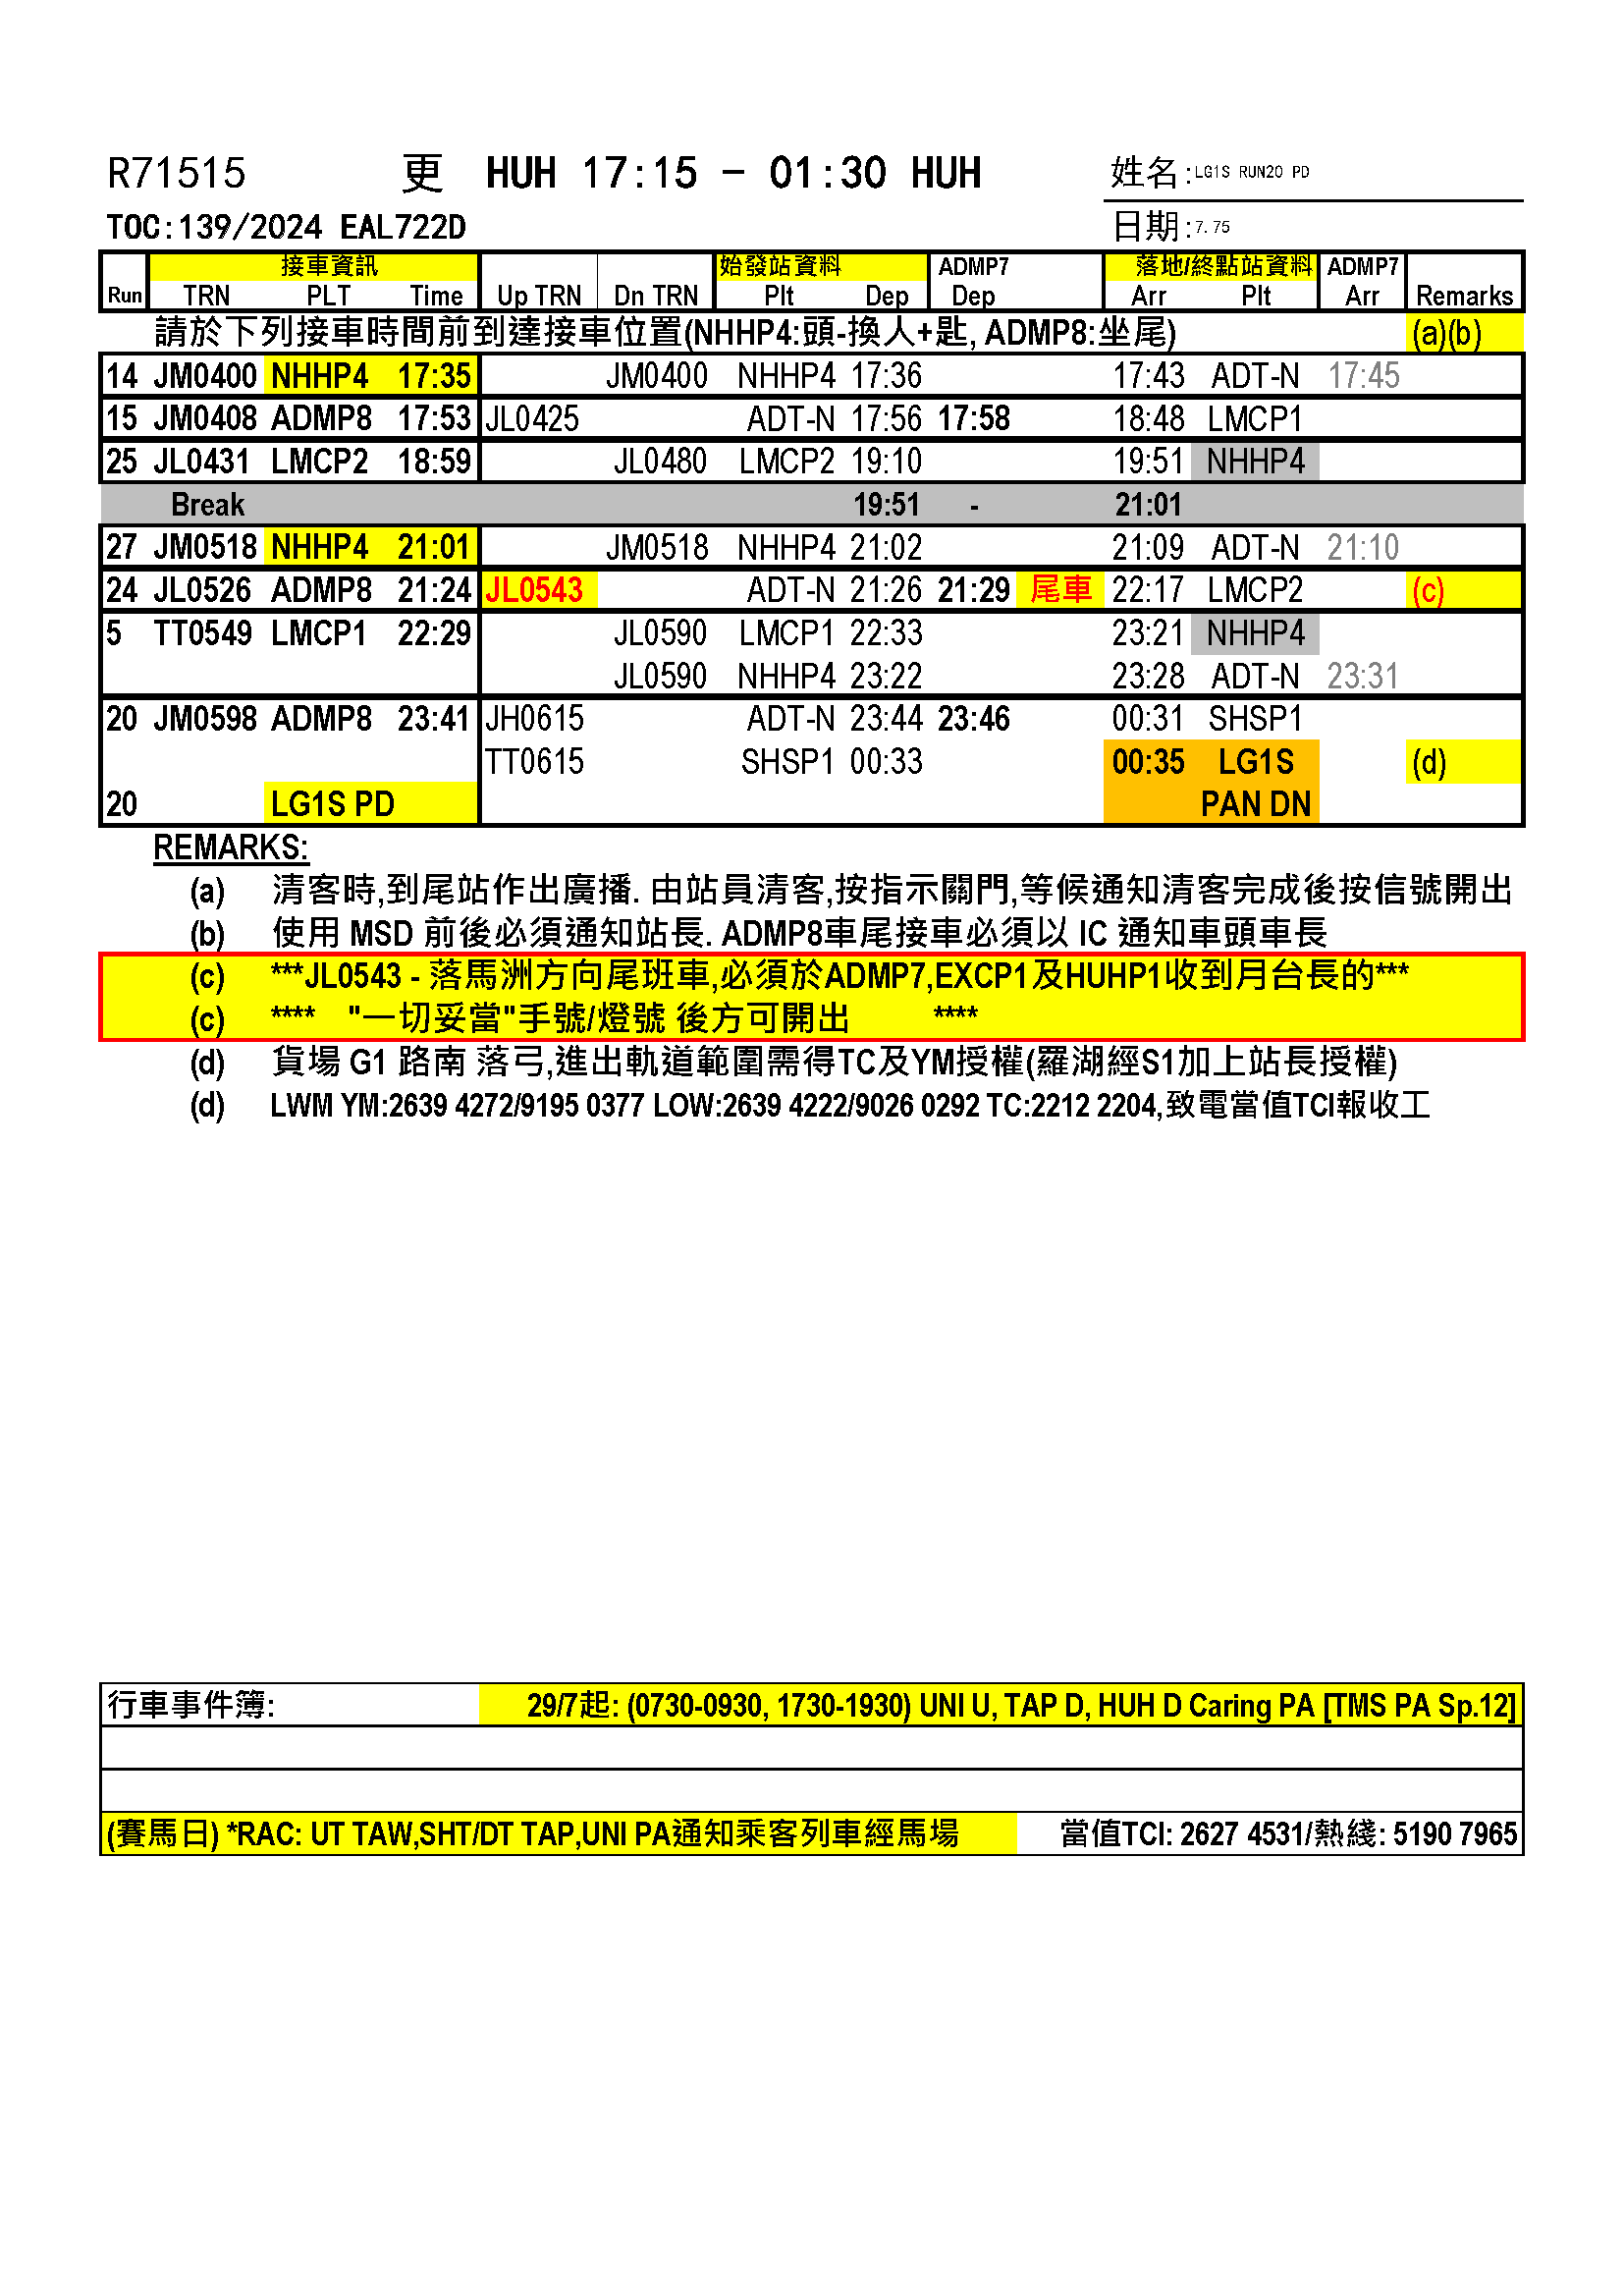 R71515 更 HUH 17:15 - 01:30 HUH 姓名:LG1S RUN20 PD
TOC:139/2024 EAL722D 日期:7.75
接車資訊 始發站資料 ADMP7 落地/終點站資料 ADMP7
Run TRN PLT Time Up TRN Dn TRN Plt Dep Dep Arr Plt Arr Remarks
請於下列接車時間前到達接車位置(NHHP4:頭-換人+匙, ADMP8:坐尾) (a)(b)
14 JM0400 NHHP4 17:35 JM0400 NHHP4 17:36 17:43 ADT-N 17:45
15 JM0408 ADMP8 17:53 JL0425 ADT-N 17:56 17:58 18:48 LMCP1
25 JL0431 LMCP2 18:59 JL0480 LMCP2 19:10 19:51 NHHP4
Break 19:51 - 21:01
27 JM0518 NHHP4 21:01 JM0518 NHHP4 21:02 21:09 ADT-N 21:10
24 JL0526 ADMP8 21:24 JL0543 ADT-N 21:26 21:29 尾車 22:17 LMCP2 (c)
5 TT0549 LMCP1 22:29 JL0590 LMCP1 22:33 23:21 NHHP4
JL0590 NHHP4 23:22 23:28 ADT-N 23:31
20 JM0598 ADMP8 23:41 JH0615 ADT-N 23:44 23:46 00:31 SHSP1
TT0615 SHSP1 00:33 00:35 LG1S (d)
20 LG1S PD PAN DN
REMARKS:
(a) 清客時,到尾站作出廣播. 由站員清客,按指示關門,等候通知清客完成後按信號開出
(b) 使用 MSD 前後必須通知站長. ADMP8車尾接車必須以 IC 通知車頭車長
(c) ***JL0543 - 落馬洲方向尾班車,必須於ADMP7,EXCP1及HUHP1收到月台長的***
(c) **** "一切妥當"手號/燈號 後方可開出 ****
(d) 貨場 G1 路南 落弓,進出軌道範圍需得TC及YM授權(羅湖經S1加上站長授權)
(d) LWM YM:2639 4272/9195 0377 LOW:2639 4222/9026 0292 TC:2212 2204,致電當值TCI報收工
行車事件簿: 29/7起: (0730-0930, 1730-1930) UNI U, TAP D, HUH D Caring PA [TMS PA Sp.12]
(賽馬日) *RAC: UT TAW,SHT/DT TAP,UNI PA通知乘客列車經馬場 當值TCI: 2627 4531/熱綫: 5190 7965